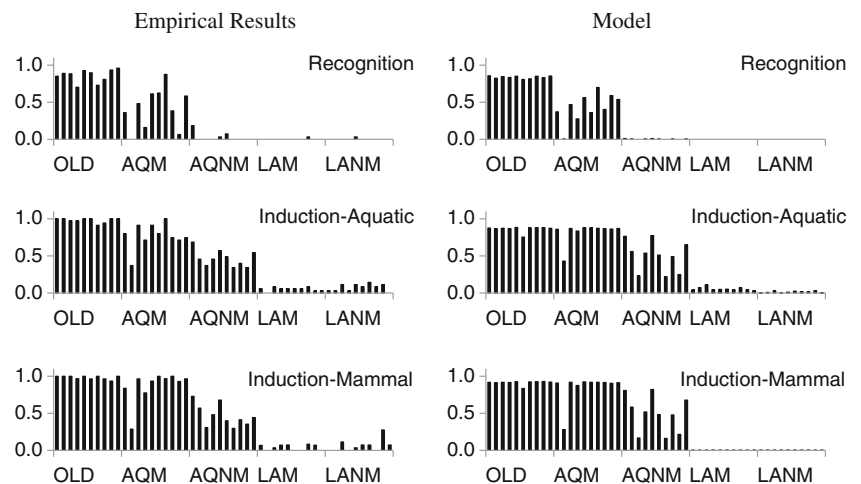 Empirical Results
Model
1.0
0.5
0.0
Recognition
OLD AQM AQNM LAM LANM
1.0
0.5
0.0
Recognition
OLD AQM AQNM LAM LANM
1.0
0.5
0.0
Induction-Aquatic
OLD AQM AQNM LAM LANM
1.0
0.5
0.0
Induction-Aquatic
OLD AQM AQNM LAM LANM
1.0
0.5
0.0
Induction-Mammal
OLD AQM AQNM LAM LANM
1.0
0.5
0.0
Induction-Mammal
OLD AQM AQNM LAM LANM